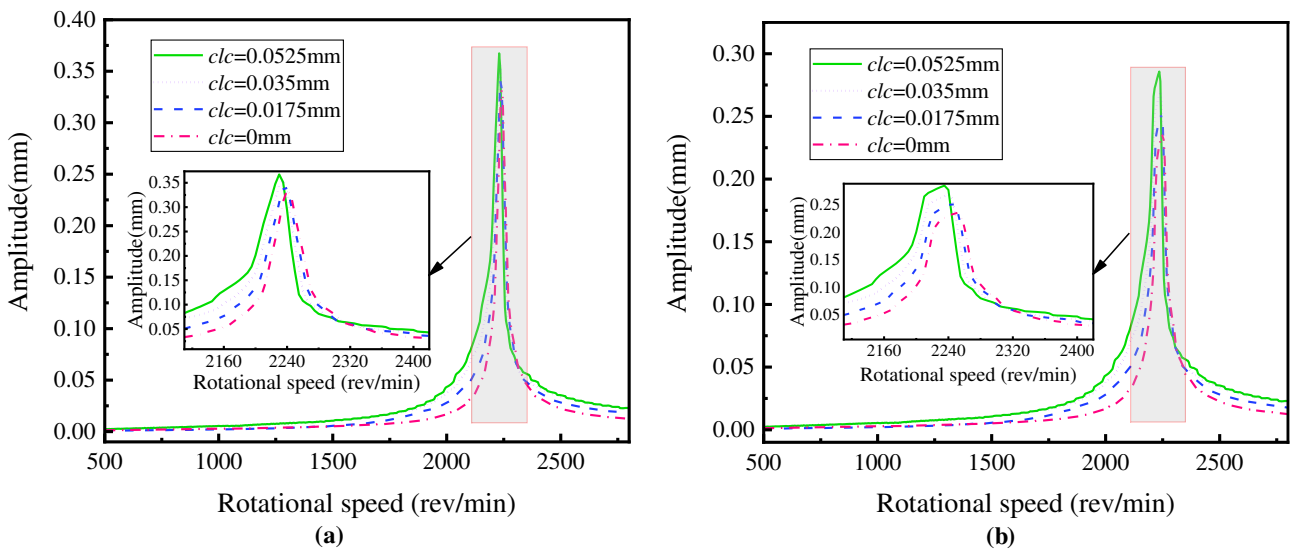 0.40
0.35
0.30
0.25
0.20
0.15
0.10
0.05
0.00
Amplitude(mm)
clc=0.0525mm
clc=0.035mm
clc=0.0175mm
clc=0mm
0.35
0.30
0.25
0.20
0.15
0.10
0.05
Amplitude(mm)
2160 2240 2320 2400
Rotational speed (rev/min)
500 1000 1500 2000 2500
Rotational speed (rev/min)
(a)
0.30
0.25
0.20
0.15
0.10
0.05
0.00
Amplitude(mm)
clc=0.0525mm
clc=0.035mm
clc=0.0175mm
clc=0mm
0.25
0.20
0.15
0.10
0.05
Amplitude(mm)
2160 2240 2320 2400
Rotational speed (rev/min)
500 1000 1500 2000 2500
Rotational speed (rev/min)
(b)